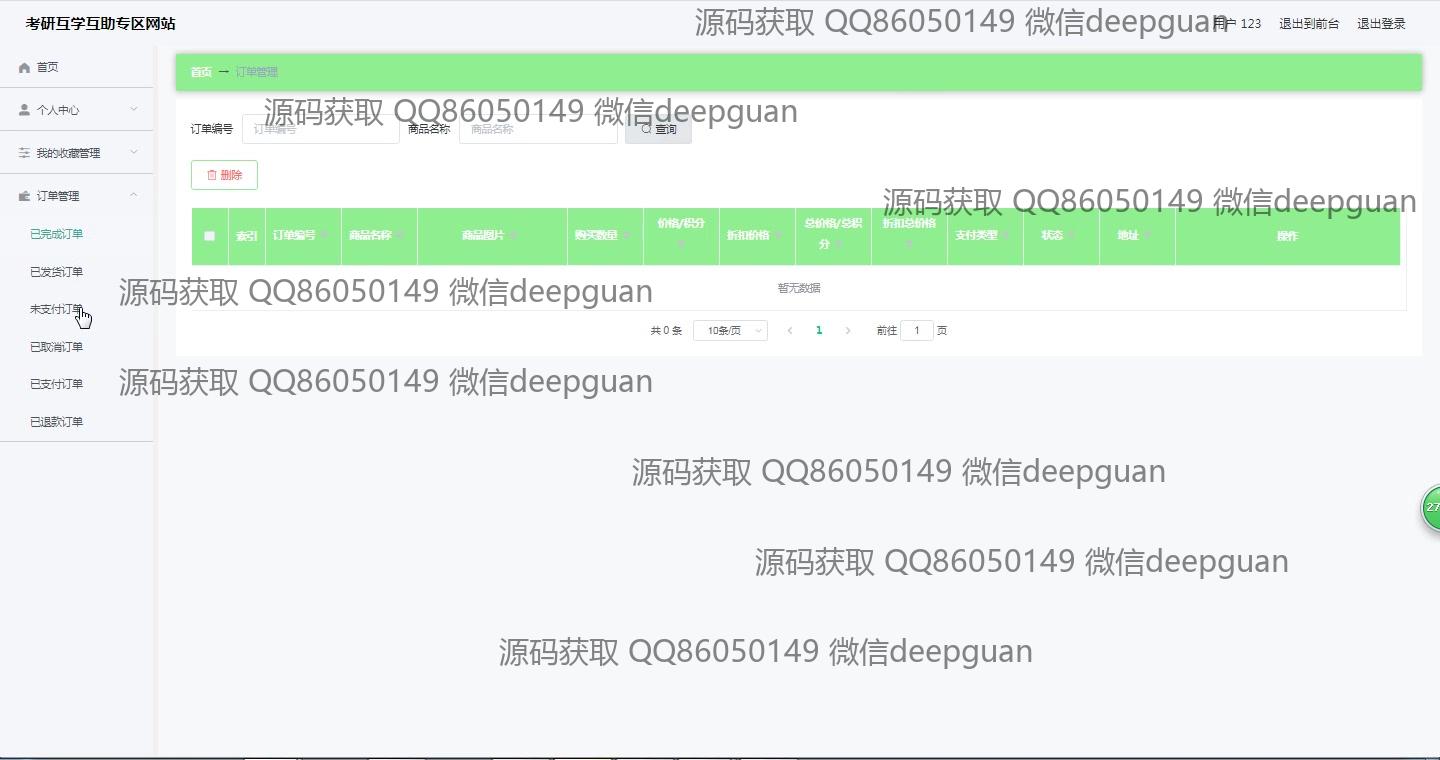 考研互学互助专区网站
源码获取 QQ86050149 微信deepguan
用户 123 退出到前台 退出登录
首页
首页 → 订单管理
个人中心
源码获取 QQ86050149 微信deepguan
订单编号 订单编号 商品名称 商品名称 查询
我的收藏管理
删除
订单管理
源码获取 QQ86050149 微信deepguan
索引 订单编号 商品名称 商品图片 购买数量 价格/积分 折扣价格 总价格/总积分 折扣总价格 支付类型 状态 地址 操作
已完成订单
已发货订单
源码获取 QQ86050149 微信deepguan
暂无数据
未支付订单
共 0 条 10条/页 1 前往 1 页
已取消订单
已支付订单
源码获取 QQ86050149 微信deepguan
已退款订单
源码获取 QQ86050149 微信deepguan
27
源码获取 QQ86050149 微信deepguan
源码获取 QQ86050149 微信deepguan